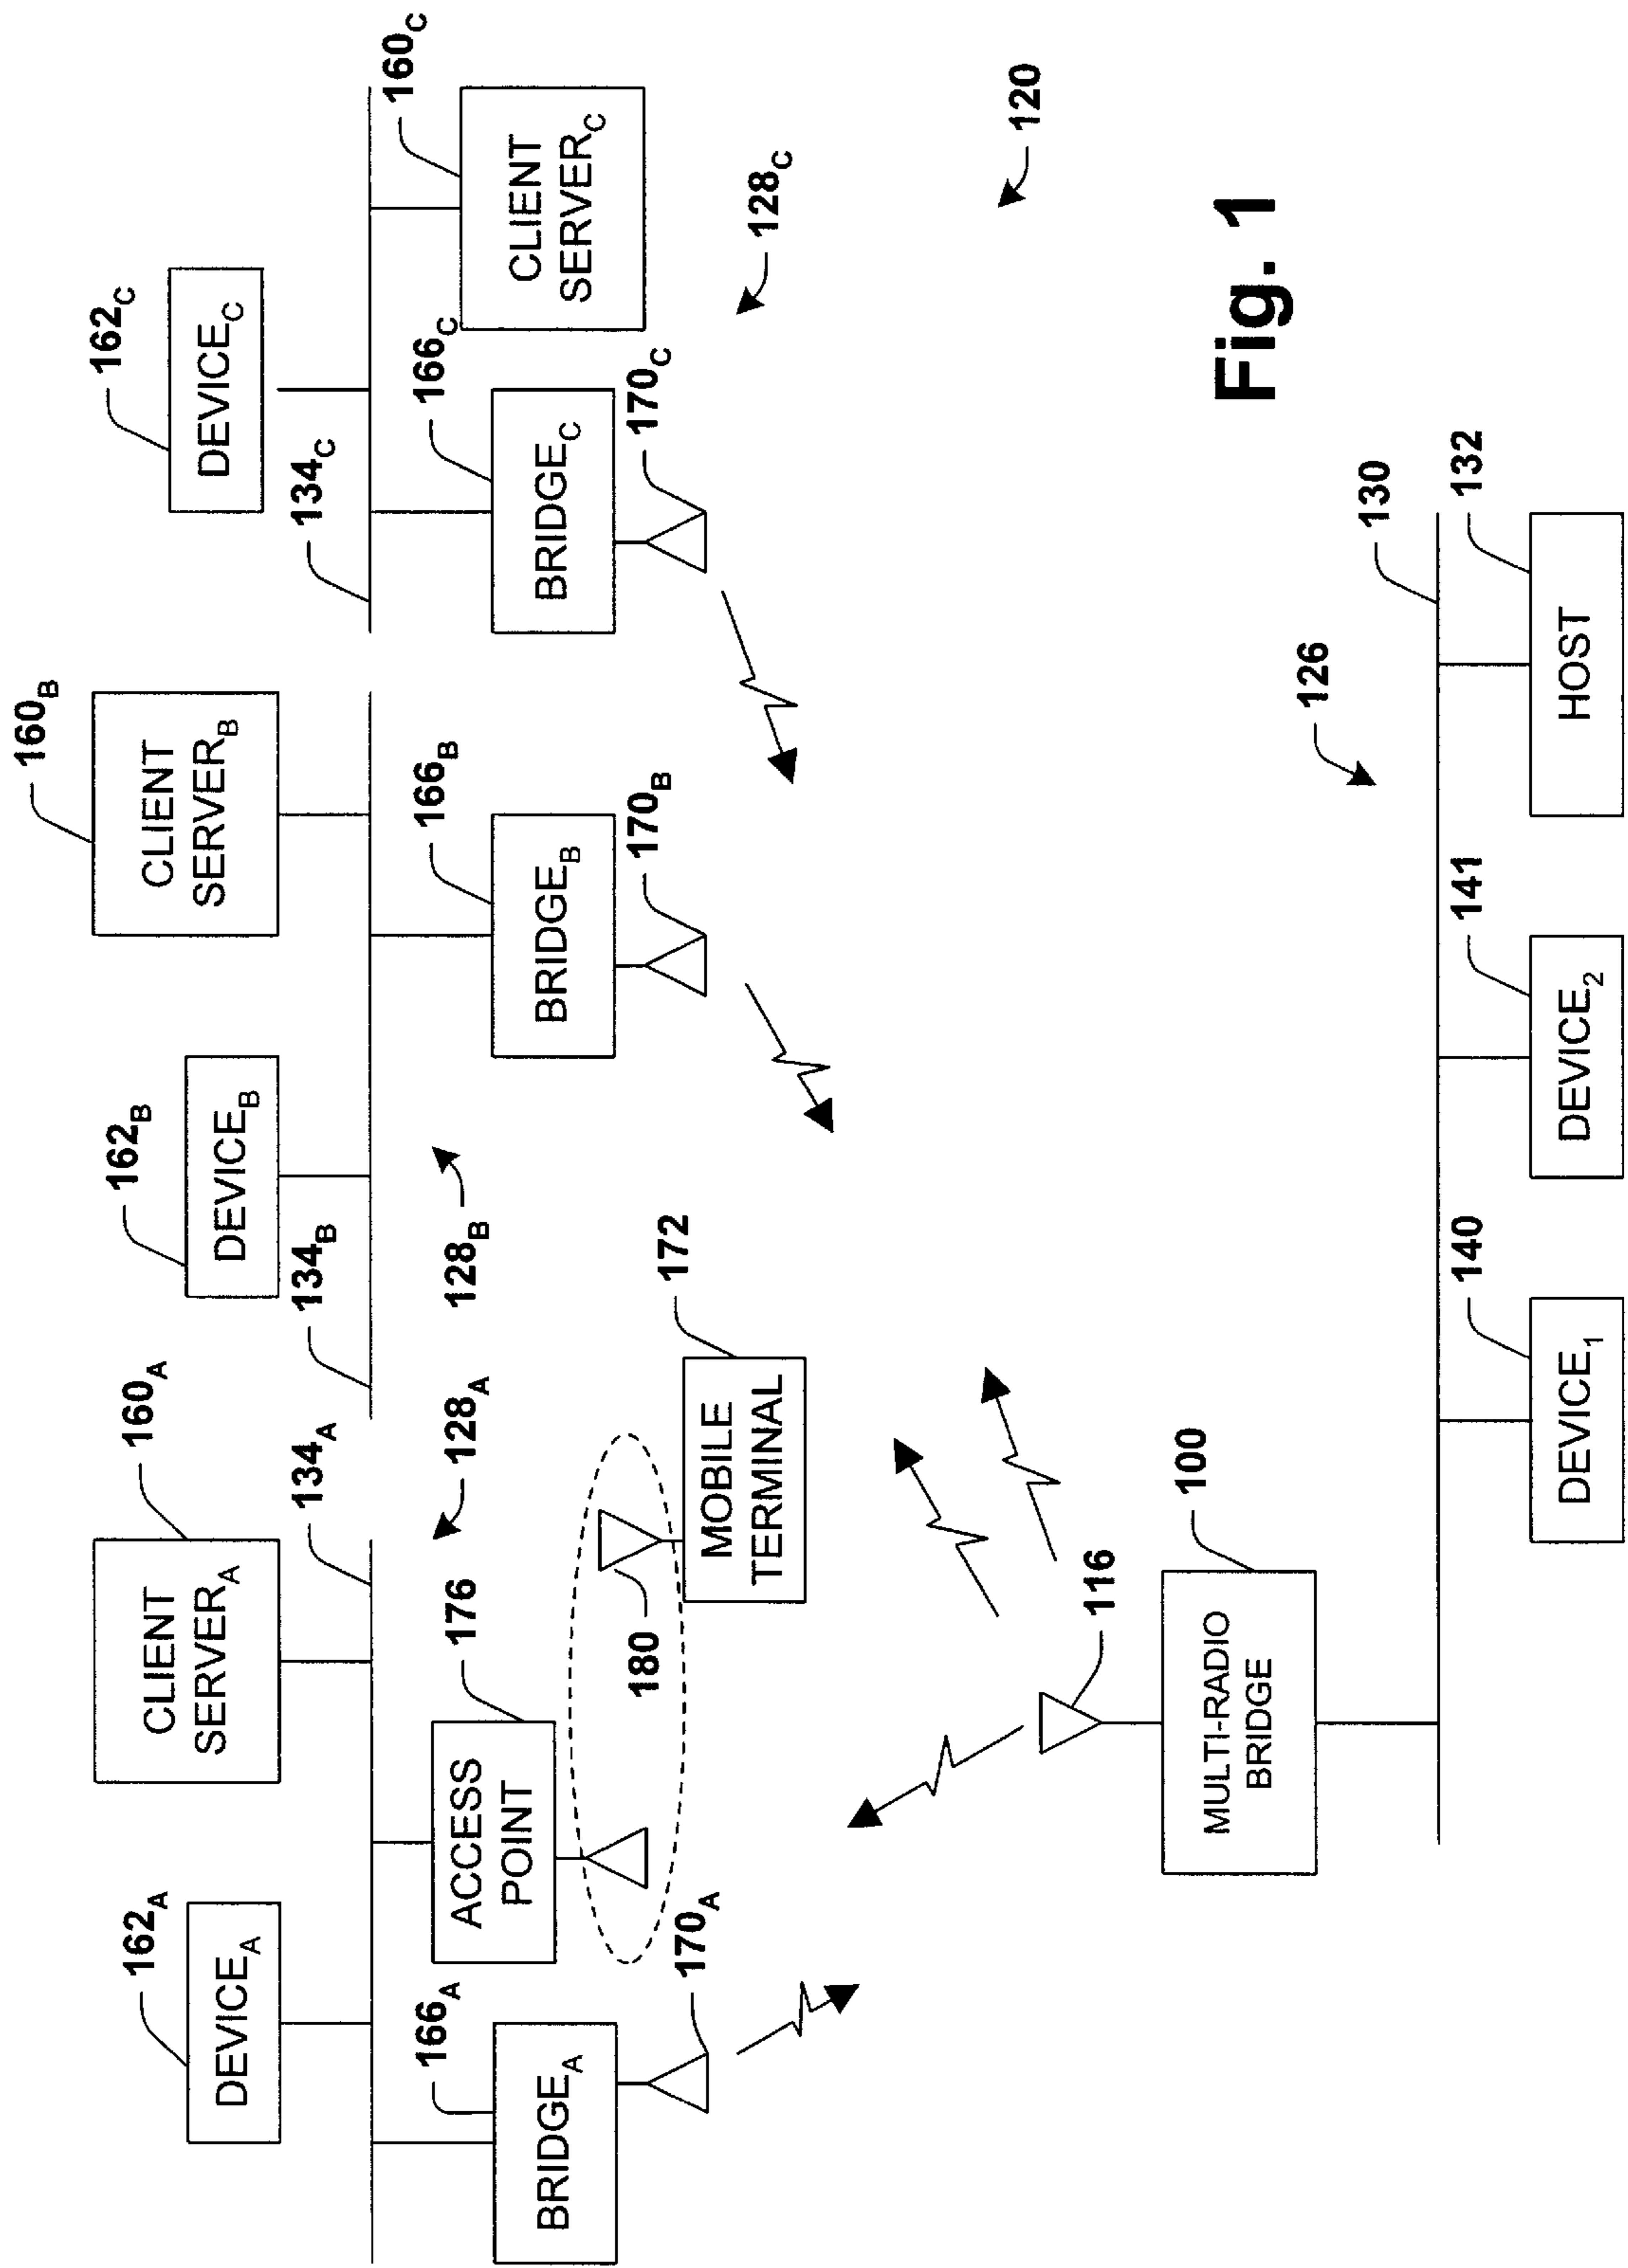 160B
162A
160A
162B
162C
CLIENT
SERVERB
DEVICEA
CLIENT
SERVERA
DEVICEB
DEVICEC
134A
134B
134C
160C
166A
176
128A
128B
166B
166C
ACCESS
POINT
CLIENT
SERVERC
BRIDGEA
BRIDGEB
BRIDGEC
180
170A
172
170B
170C
MOBILE
TERMINAL
128C
120
116
100
MULTI-RADIO
BRIDGE
Fig. 1
126
130
140
141
132
DEVICE1
DEVICE2
HOST